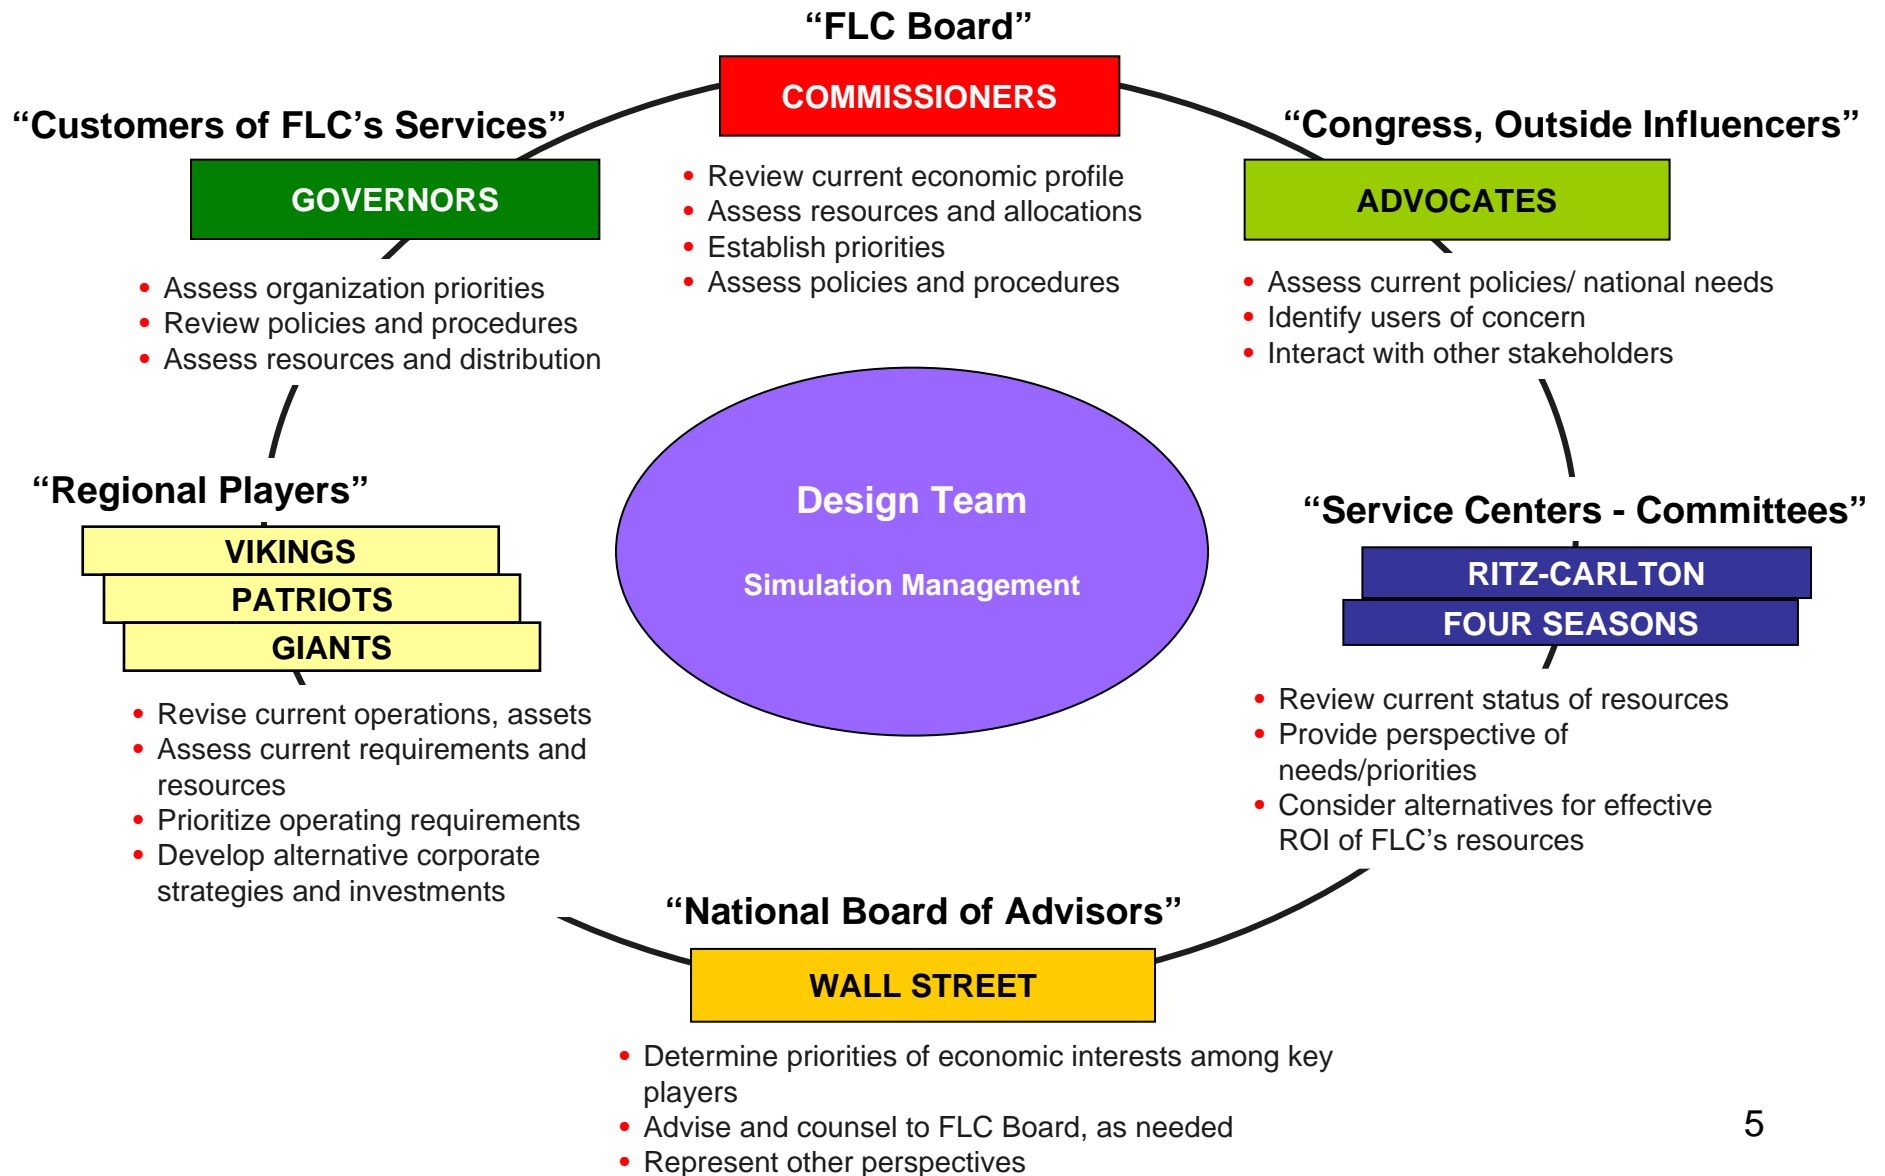 “FLC Board”
COMMISSIONERS
• Review current economic profile
• Assess resources and allocations
• Establish priorities
• Assess policies and procedures
“Customers of FLC’s Services”
GOVERNORS
• Assess organization priorities
• Review policies and procedures
• Assess resources and distribution
“Congress, Outside Influencers”
ADVOCATES
• Assess current policies/ national needs
• Identify users of concern
• Interact with other stakeholders
Design Team
Simulation Management
“Regional Players”
VIKINGS
PATRIOTS
GIANTS
• Revise current operations, assets
• Assess current requirements and
resources
• Prioritize operating requirements
• Develop alternative corporate
strategies and investments
“Service Centers - Committees”
RITZ-CARLTON
FOUR SEASONS
• Review current status of resources
• Provide perspective of
needs/priorities
• Consider alternatives for effective
ROI of FLC’s resources
“National Board of Advisors”
WALL STREET
• Determine priorities of economic interests among key
players
• Advise and counsel to FLC Board, as needed
• Represent other perspectives
5